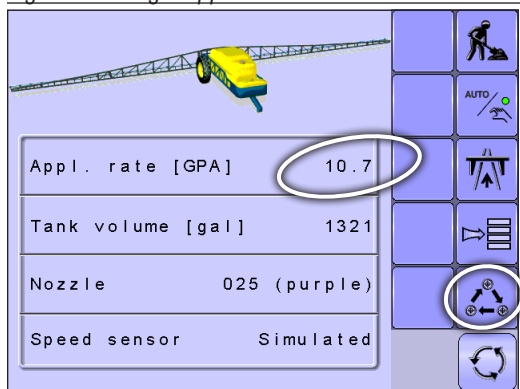 AUTO
Appl. rate [GPA] 10.7
Tank volume [gal] 1321
Nozzle 025 (purple)
Speed sensor Simulated